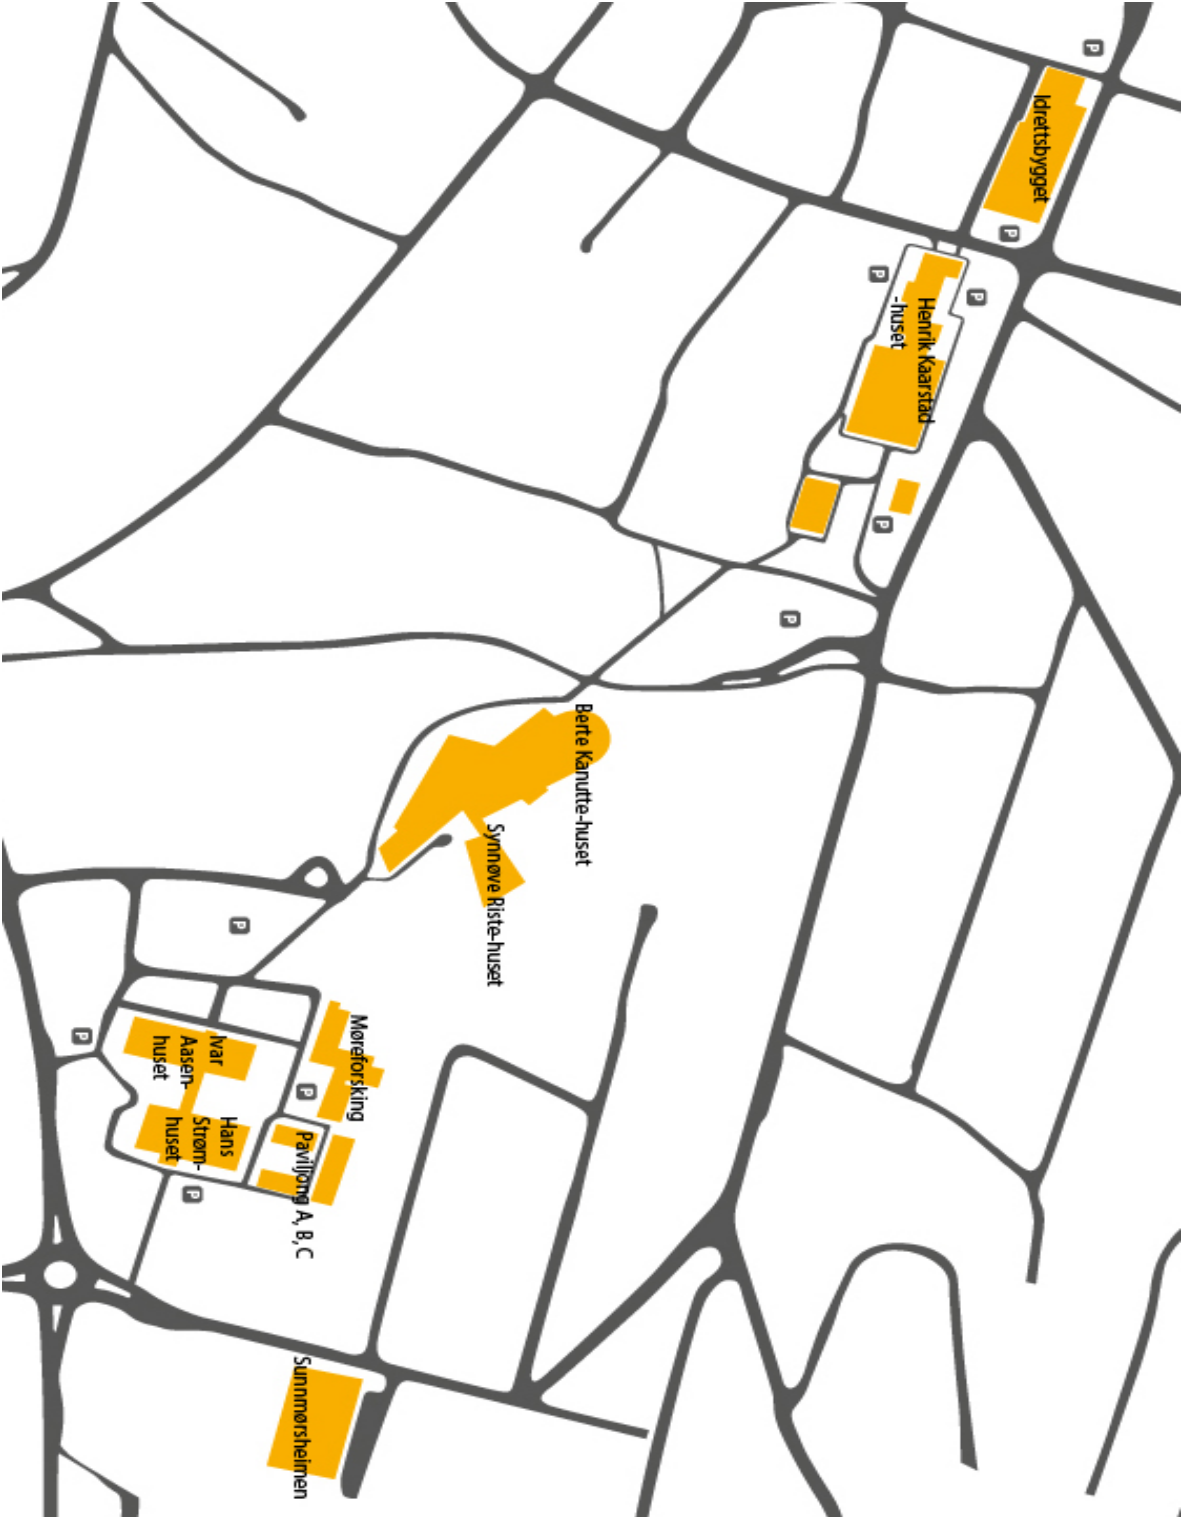 P
Idrettsbygget
P
P
Henrik Kaarstad
-huset
P
P
P
Berte Kanutte-huset
Synnøve Riste-huset
Møreforsking
P
Paviljong A, B, C
Sunnmørsheimen
P
Ivar
Aasen-
huset
Hans
Strøm-
huset
P
P